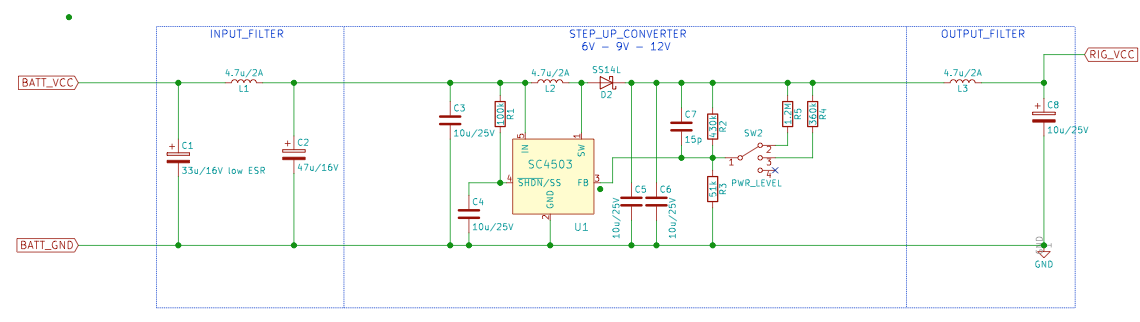 INPUT_FILTER
STEP_UP_CONVERTER
6V – 9V – 12V
OUTPUT_FILTER
RIG_VCC
BATT_VCC
4.7u/2A
L1
4.7u/2A
L2
SS14L
D2
4.7u/2A
L3
C1
33u/16V low ESR
C2
47u/16V
C3
10u/25V
100k
R1
C4
10u/25V
5
IN
1
SW
SC4503
4
SHDN/SS
FB
3
GND
2
U1
C5
10u/25V
C6
10u/25V
C7
15p
430k
R2
51k
R3
SW2
1
2
3
4
PWR_LEVEL
1.2M
R5
360k
R4
C8
10u/25V
BATT_GND
GND
1
GND